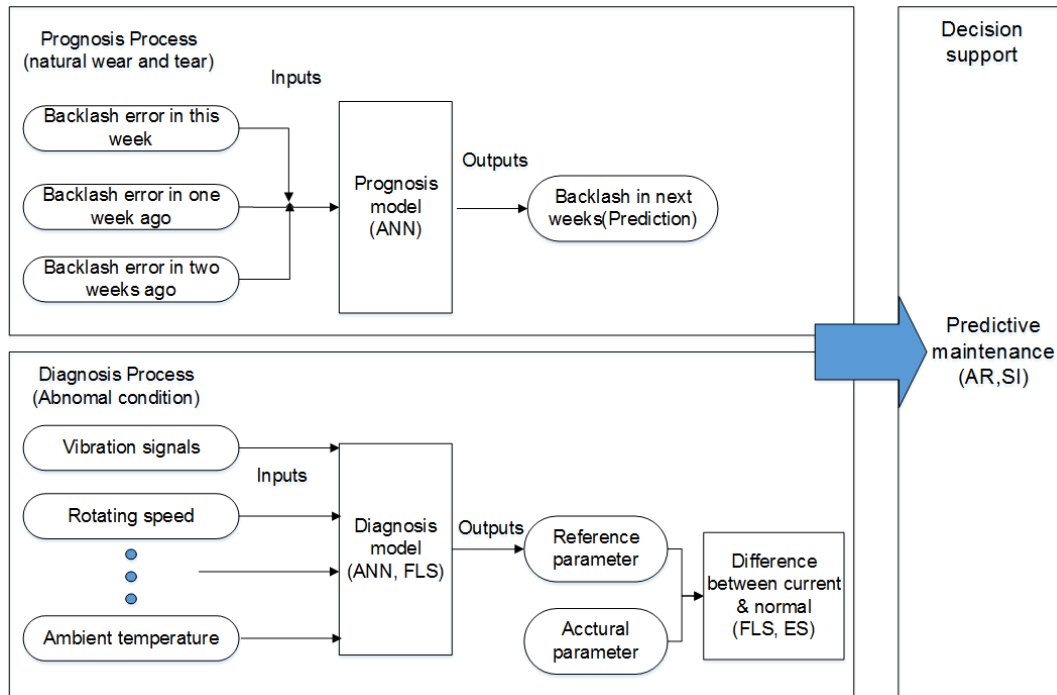 Prognosis Process
(natural wear and tear)
Inputs
Backlash error in this
week
Backlash error in one
week ago
Backlash error in two
weeks ago
Prognosis
model
(ANN)
Outputs
Backlash in next
weeks(Prediction)
Diagnosis Process
(Abnomal condition)
Vibration signals
Inputs
Rotating speed
Ambient temperature
Diagnosis
model
(ANN, FLS)
Outputs
Reference
parameter
Acctural
parameter
Difference
between current
& normal
(FLS, ES)
Decision
support
Predictive
maintenance
(AR,SI)